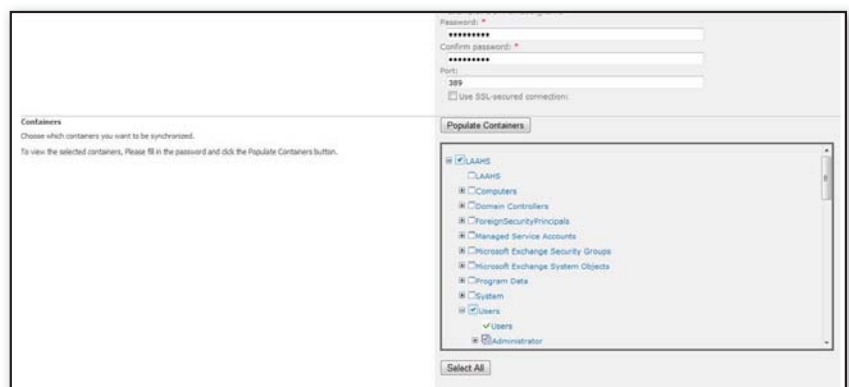 Password: *
•••••••••
Confirm password: *
•••••••••
Port:
389
Use SSL-secured connection:
Containers
Choose which containers you want to be synchronized.
To view the selected containers, Please fill in the password and click the Populate Containers button.
Populate Containers
LAAHS
LAAHS
Computers
Domain Controllers
ForeignSecurityPrincipals
Managed Service Accounts
Microsoft Exchange Security Groups
Microsoft Exchange System Objects
Program Data
System
Users
Users
Administrator
Select All